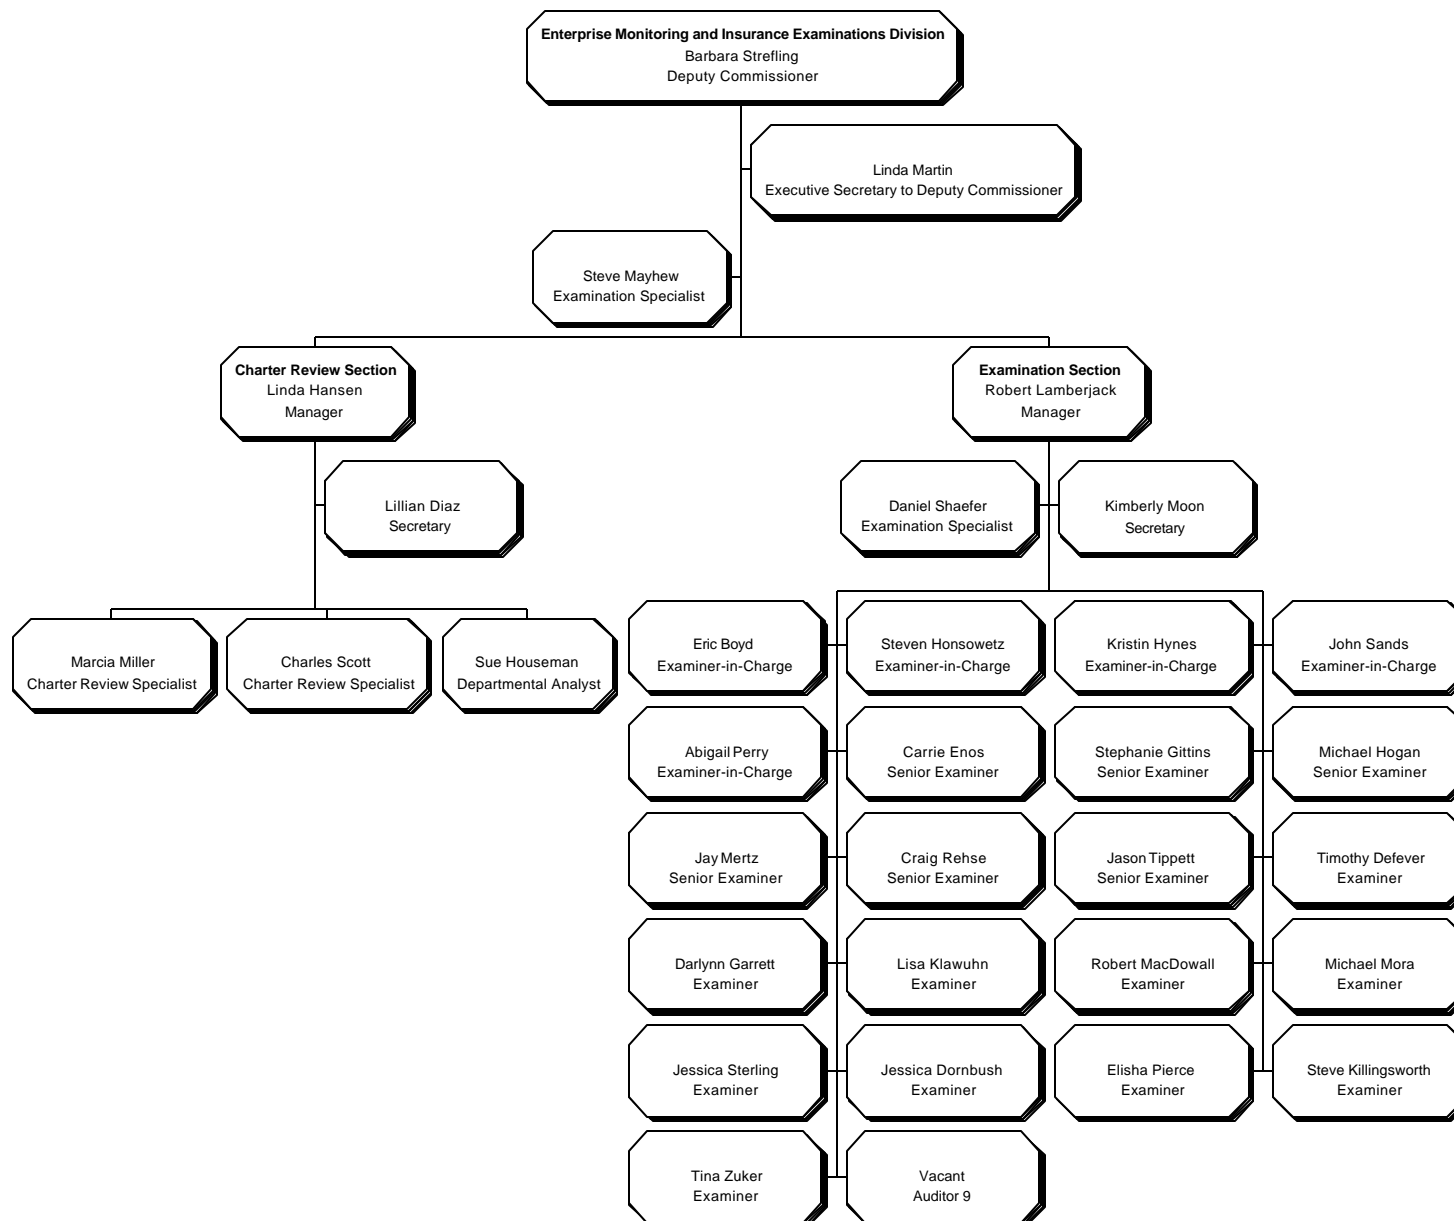 Enterprise Monitoring and Insurance Examinations Division
Barbara Strefling
Deputy Commissioner
Linda Martin
Executive Secretary to Deputy Commissioner
Steve Mayhew
Examination Specialist
Charter Review Section
Linda Hansen
Manager
Examination Section
Robert Lamberjack
Manager
Lillian Diaz
Secretary
Daniel Shaefer
Examination Specialist
Kimberly Moon
Secretary
Marcia Miller
Charter Review Specialist
Charles Scott
Charter Review Specialist
Sue Houseman
Departmental Analyst
Eric Boyd
Examiner-in-Charge
Steven Honsowetz
Examiner-in-Charge
Kristin Hynes
Examiner-in-Charge
John Sands
Examiner-in-Charge
Abigail Perry
Examiner-in-Charge
Carrie Enos
Senior Examiner
Stephanie Gittins
Senior Examiner
Michael Hogan
Senior Examiner
Jay Mertz
Senior Examiner
Craig Rehse
Senior Examiner
Jason Tippett
Senior Examiner
Timothy Defever
Examiner
Darlynn Garrett
Examiner
Lisa Klawuhn
Examiner
Robert MacDowall
Examiner
Michael Mora
Examiner
Jessica Sterling
Examiner
Jessica Dornbush
Examiner
Elisha Pierce
Examiner
Steve Killingsworth
Examiner
Tina Zuker
Examiner
Vacant
Auditor 9